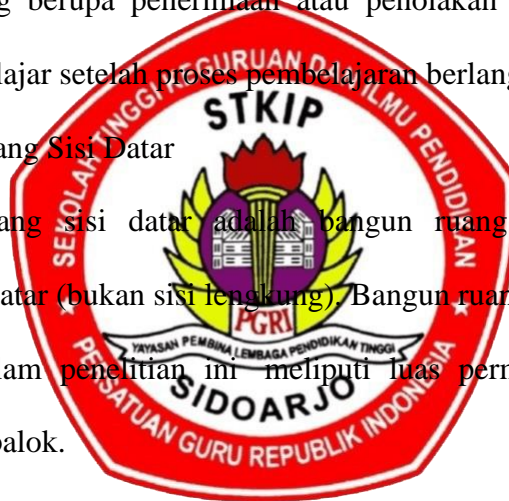 berupa penerimaan atau penolakan
lajar setelah proses pembelajaran berlang
ang Sisi Datar
ang sisi datar adalah bangun ruang
atar (bukan sisi lengkung). Bangun ruan
lam penelitian ini meliputi luas perm
balok.
SEKOLAH TINGGI KEGURUAN DAN ILMU PENDIDIKAN
STKIP
PGRI
YAYASAN PEMBINA LEMBAGA PENDIDIKAN TINGGI
SIDOARJO
PERSATUAN GURU REPUBLIK INDONESIA